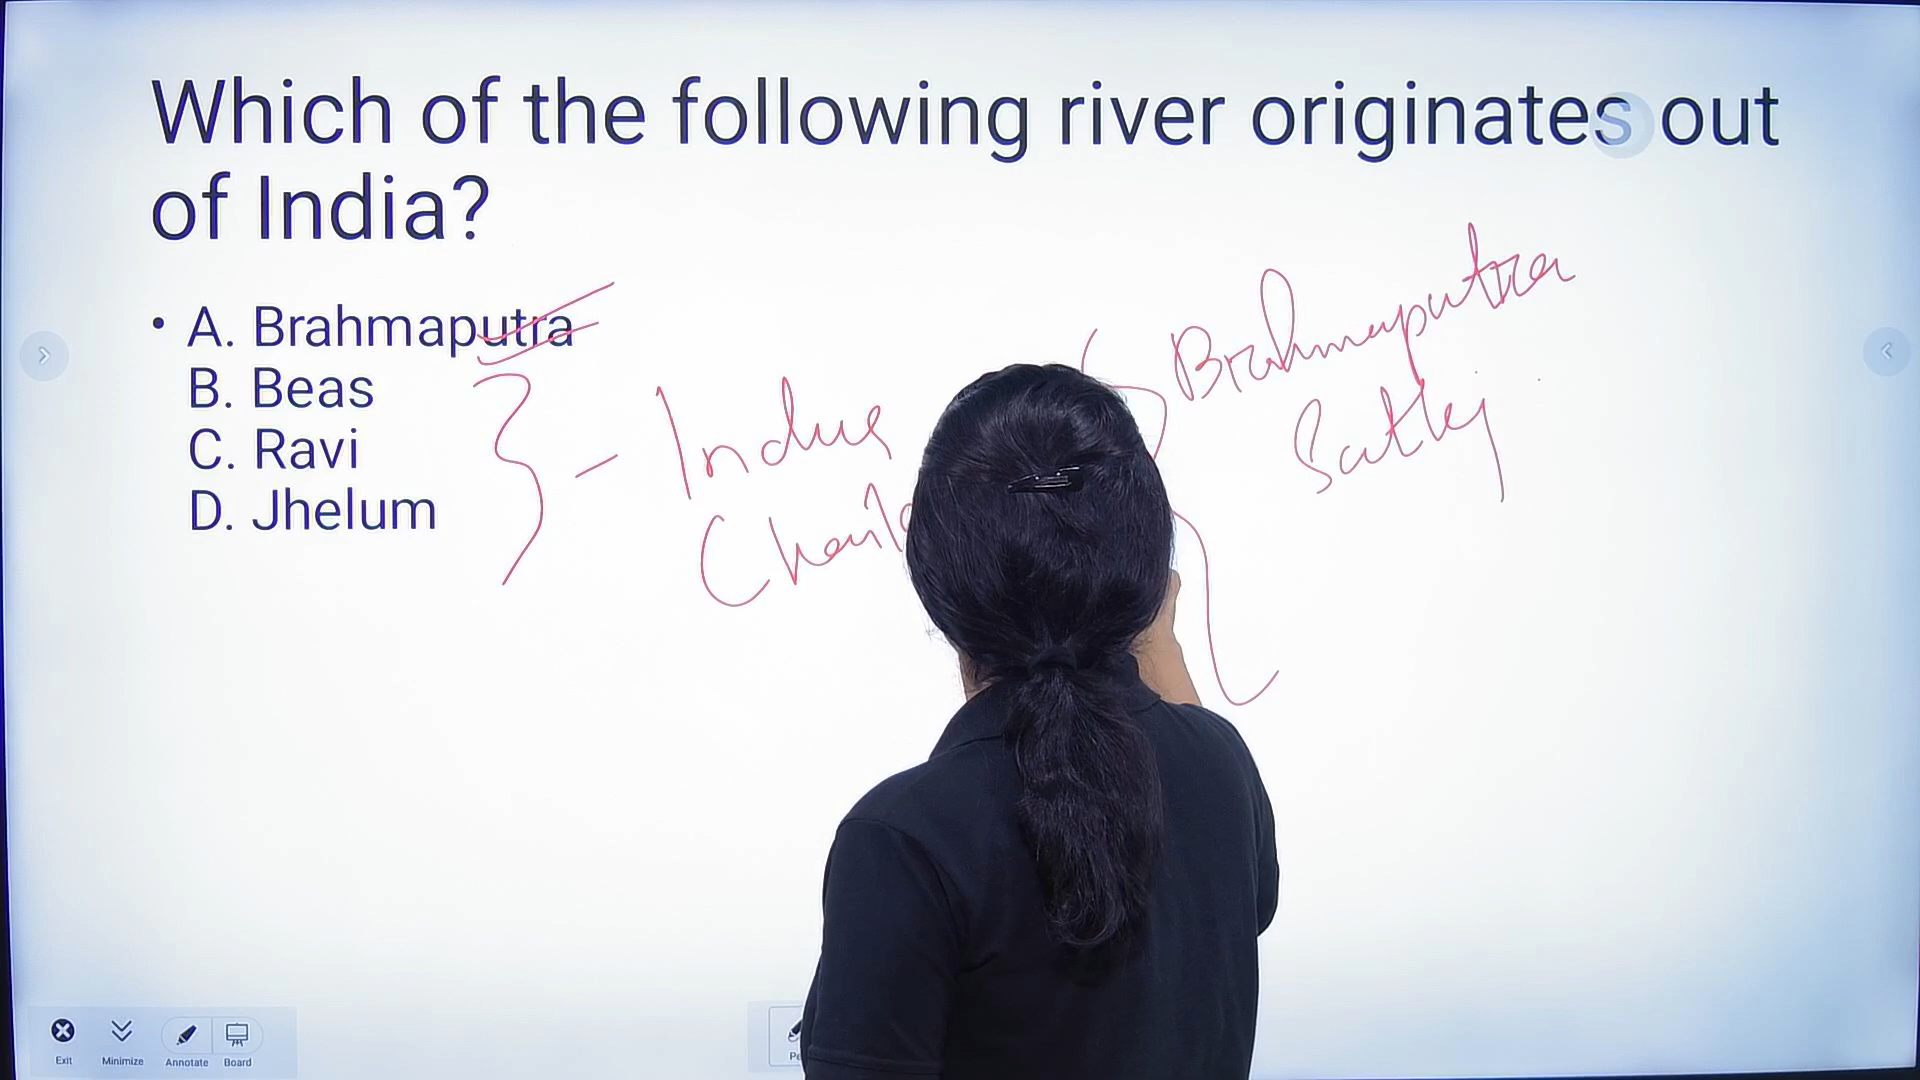 Which of the following river originates out
of India?
• A. Brahmaputra
B. Beas
C. Ravi
D. Jhelum
Indus
Brahmaputra
Satlej
Exit
Minimize
Annotate
Board